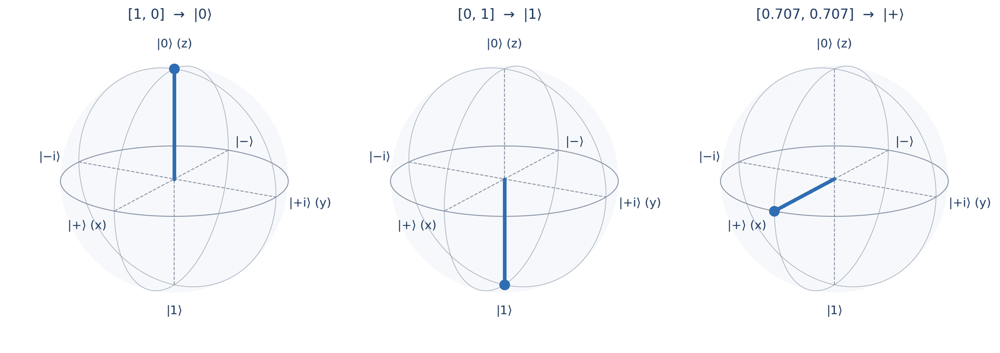 [1, 0] → |0⟩
|0⟩ (z)
|−⟩
|−i⟩
|+i⟩ (y)
|+⟩ (x)
|1⟩
[0, 1] → |1⟩
|0⟩ (z)
|−⟩
|−i⟩
|+i⟩ (y)
|+⟩ (x)
|1⟩
[0.707, 0.707] → |+⟩
|0⟩ (z)
|−⟩
|−i⟩
|+i⟩ (y)
|+⟩ (x)
|1⟩